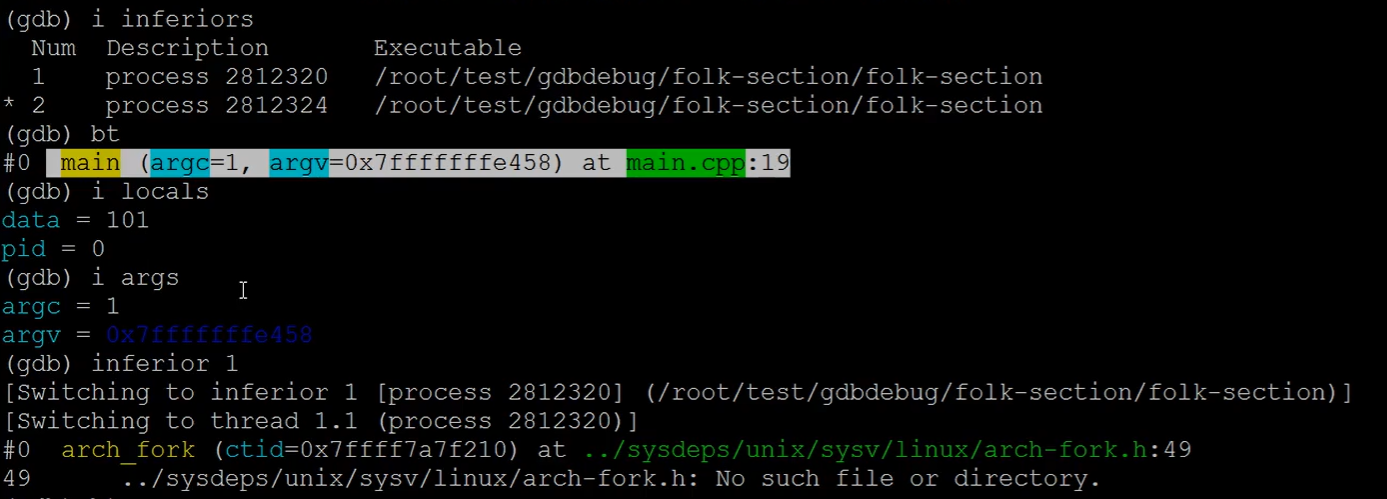 (gdb) i inferiors
  Num  Description       Executable
  1    process 2812320   /root/test/gdbdebug/folk-section/folk-section
* 2    process 2812324   /root/test/gdbdebug/folk-section/folk-section
(gdb) bt
#0  main (argc=1, argv=0x7fffffffe458) at main.cpp:19
(gdb) i locals
data = 101
pid = 0
(gdb) i args
argc = 1
argv = 0x7fffffffe458
(gdb) inferior 1
[Switching to inferior 1 [process 2812320] (/root/test/gdbdebug/folk-section/folk-section)]
[Switching to thread 1.1 (process 2812320)]
#0  arch_fork (ctid=0x7ffff7a7f210) at ../sysdeps/unix/sysv/linux/arch-fork.h:49
49      ../sysdeps/unix/sysv/linux/arch-fork.h: No such file or directory.